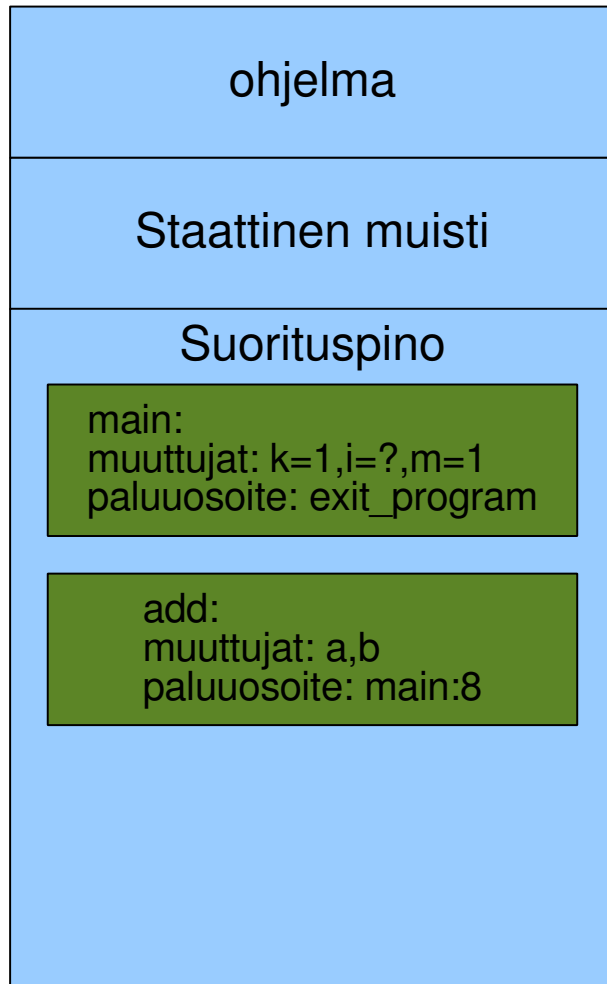 ohjelma
Staattinen muisti
Suorituspino
main:
muuttujat: k=1,i=?,m=1
paluuosoite: exit_program
add:
muuttujat: a,b
paluuosoite: main:8